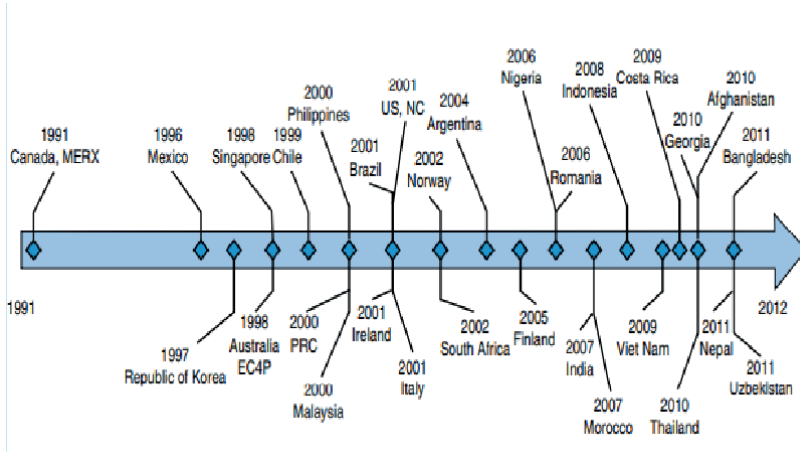 2006
Nigeria
2008
Indonesia
2009
Costa Rica
2010
Afghanistan
2000
Philippines
2001
US, NC
2004
Argentina
2010
Georgia
1991
Canada, MERX
1996
Mexico
1998
Singapore
1999
Chile
2001
Brazil
2002
Norway
2006
Romania
2011
Bangladesh
1991
2012
1997
Republic of Korea
1998
Australia
EC4P
2000
PRC
2000
Malaysia
2001
Ireland
2001
Italy
2002
South Africa
2005
Finland
2007
India
2007
Morocco
2009
Viet Nam
2010
Thailand
2011
Nepal
2011
Uzbekistan